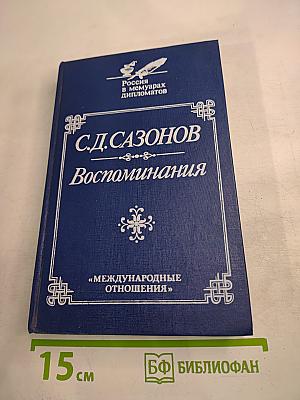 Россия
в мемуарах
дипломатов
С.Д.САЗОНОВ
Воспоминания
«МЕЖДУНАРОДНЫЕ
ОТНОШЕНИЯ»
15 см
БФ БИБЛИОФАН